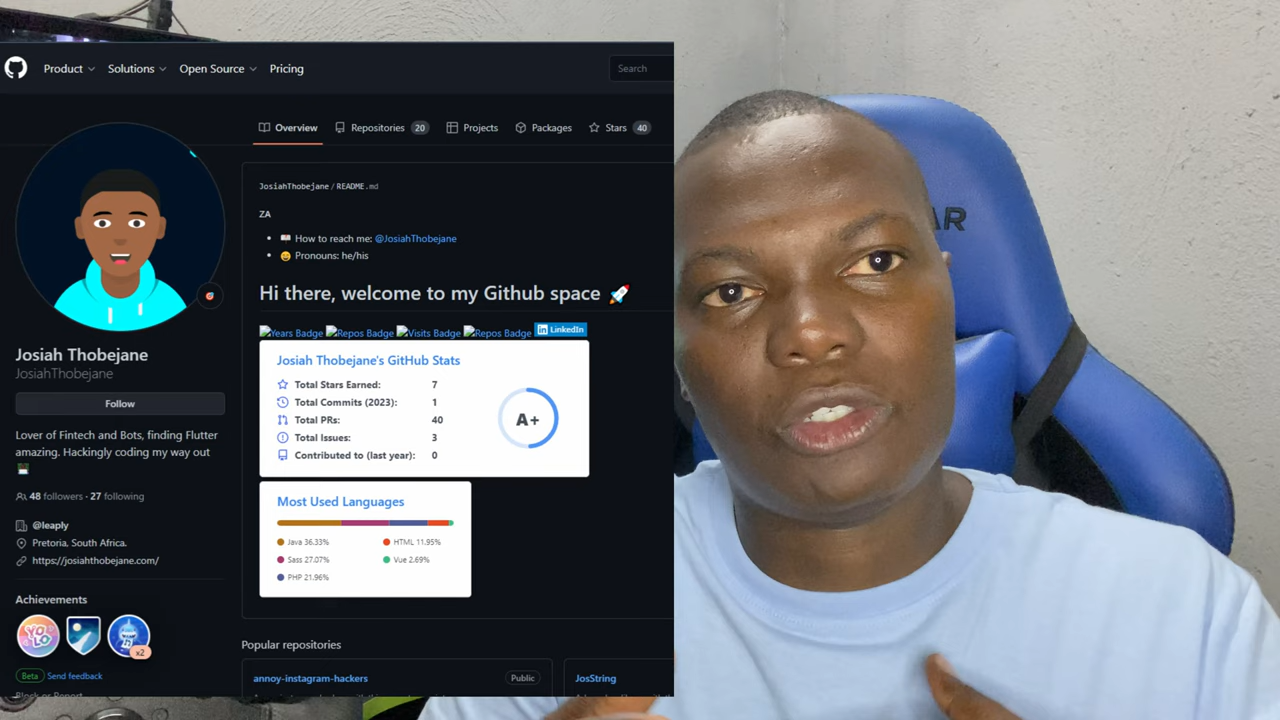 Product Solutions Open Source Pricing Search
Overview Repositories 20 Projects Packages Stars 40
JosiahThobejane / README.md
ZA
How to reach me: @JosiahThobejane
Pronouns: he/his
Hi there, welcome to my Github space
Years Badge Repos Badge Visits Badge Repos Badge LinkedIn
Josiah Thobejane's GitHub Stats
Total Stars Earned: 7
Total Commits (2023): 1
Total PRs: 40
Total Issues: 3
Contributed to (last year): 0
A+
Most Used Languages
Java 36.33% HTML 11.95%
Sass 27.07% Vue 2.69%
PHP 21.96%
Popular repositories
annoy-instagram-hackers Public
JosString
Josiah Thobejane
JosiahThobejane
Follow
Lover of Fintech and Bots, finding Flutter
amazing. Hackingly coding my way out
48 followers · 27 following
@leaply
Pretoria, South Africa.
https://josiahthobejane.com/
Achievements
YOLO
x2
Beta Send feedback
Block or Report
AR